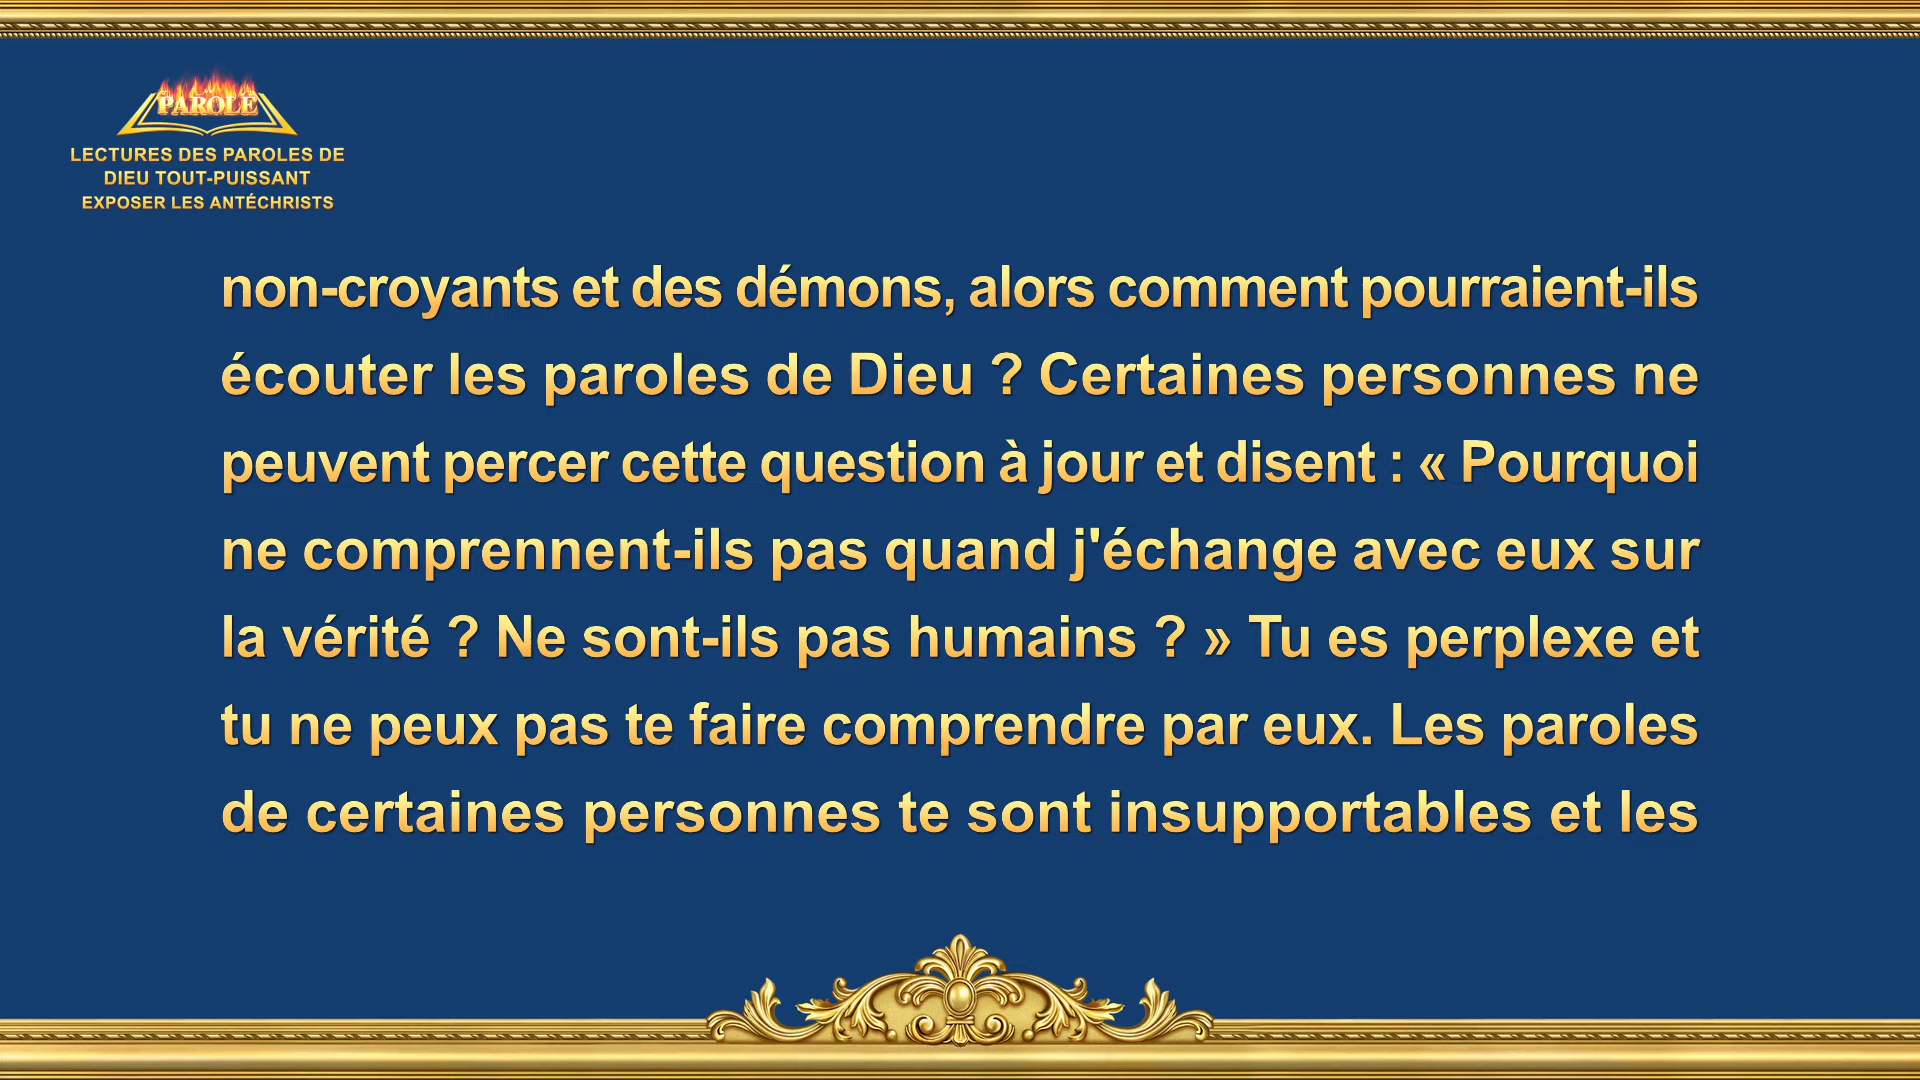 PAROLE
LECTURES DES PAROLES DE
DIEU TOUT-PUISSANT
EXPOSER LES ANTÉCHRISTS
non-croyants et des démons, alors comment pourraient-ils
écouter les paroles de Dieu ? Certaines personnes ne
peuvent percer cette question à jour et disent : « Pourquoi
ne comprennent-ils pas quand j'échange avec eux sur
la vérité ? Ne sont-ils pas humains ? » Tu es perplexe et
tu ne peux pas te faire comprendre par eux. Les paroles
de certaines personnes te sont insupportables et les